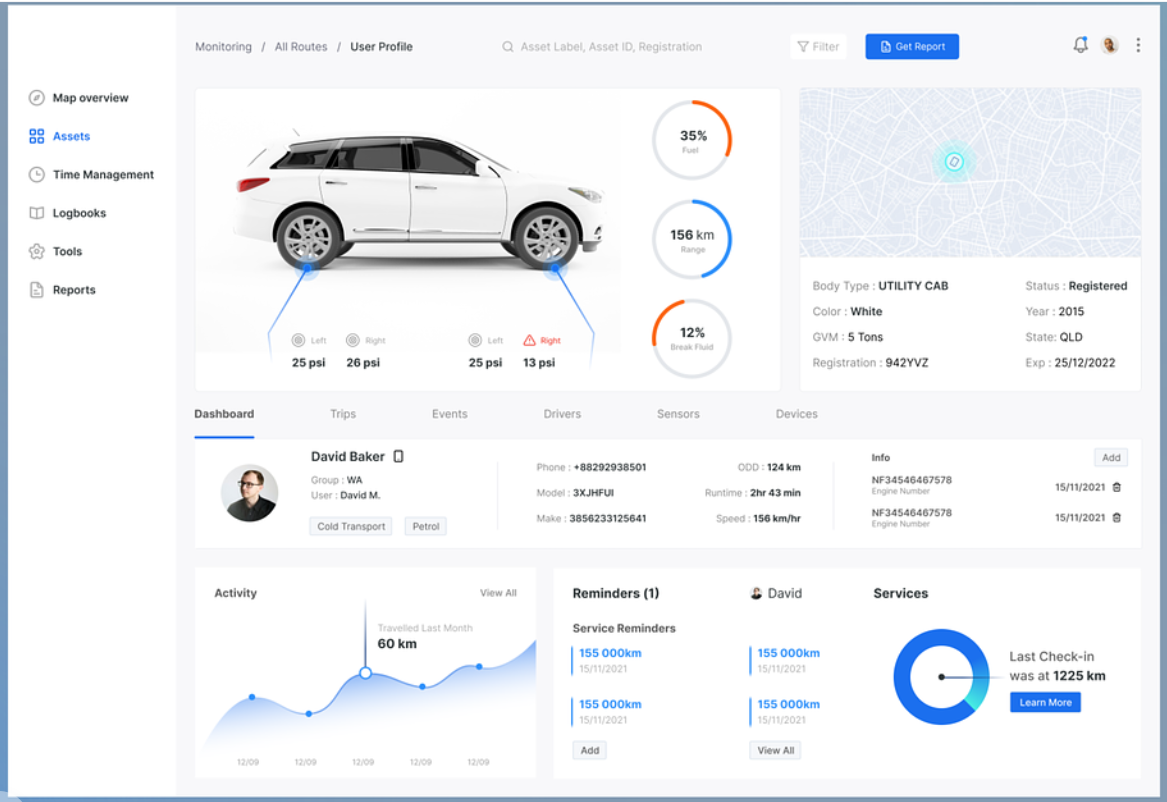 Monitoring / All Routes / User Profile
Asset Label, Asset ID, Registration
Filter
Get Report
Map overview
Assets
Time Management
Logbooks
Tools
Reports
35%
Fuel
156 km
Range
12%
Break Fluid
Left
Right
Left
Right
25 psi
26 psi
25 psi
13 psi
Body Type : UTILITY CAB
Status : Registered
Color : White
Year : 2015
GVM : 5 Tons
State: QLD
Registration : 942YVZ
Exp : 25/12/2022
Dashboard
Trips
Events
Drivers
Sensors
Devices
David Baker
Group : WA
User : David M.
Cold Transport
Petrol
Phone : +88292938501
ODD : 124 km
Model : 3XJHFUI
Runtime : 2hr 43 min
Make : 3856233125641
Speed : 156 km/hr
Info
Add
NF34546467578
Engine Number
15/11/2021
NF34546467578
Engine Number
15/11/2021
Activity
View All
Travelled Last Month
60 km
12/09
12/09
12/09
12/09
12/09
Reminders (1)
David
Service Reminders
155 000km
15/11/2021
155 000km
15/11/2021
155 000km
15/11/2021
155 000km
15/11/2021
Add
View All
Services
Last Check-in
was at 1225 km
Learn More